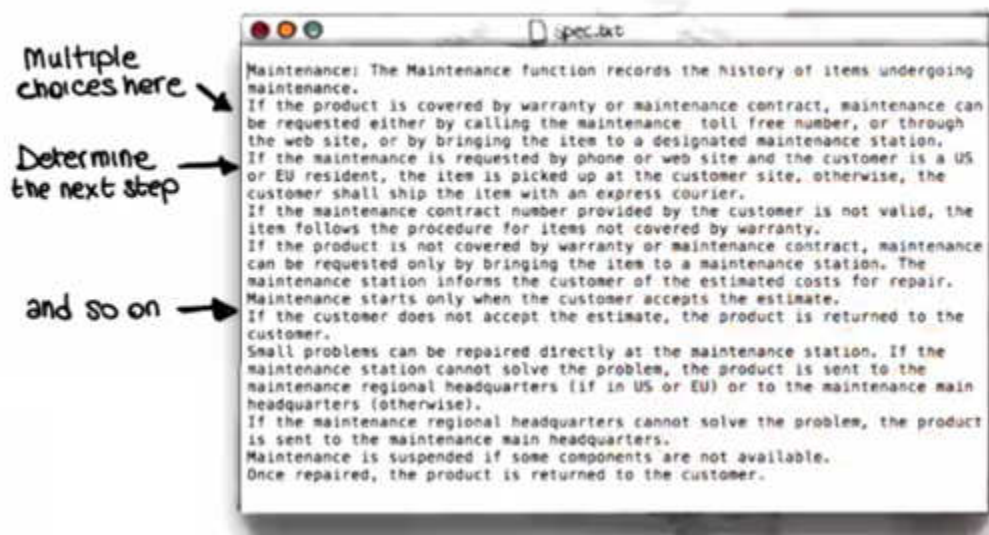 spec.txt
Multiple
choices here
Determine
the next step
and so on
Maintenance: The Maintenance function records the history of items undergoing
maintenance.
If the product is covered by warranty or maintenance contract, maintenance can
be requested either by calling the maintenance toll free number, or through
the web site, or by bringing the item to a designated maintenance station.
If the maintenance is requested by phone or web site and the customer is a US
or EU resident, the item is picked up at the customer site, otherwise, the
customer shall ship the item with an express courier.
If the maintenance contract number provided by the customer is not valid, the
item follows the procedure for items not covered by warranty.
If the product is not covered by warranty or maintenance contract, maintenance
can be requested only by bringing the item to a maintenance station. The
maintenance station informs the customer of the estimated costs for repair.
Maintenance starts only when the customer accepts the estimate.
If the customer does not accept the estimate, the product is returned to the
customer.
Small problems can be repaired directly at the maintenance station. If the
maintenance station cannot solve the problem, the product is sent to the
maintenance regional headquarters (if in US or EU) or to the maintenance main
headquarters (otherwise).
If the maintenance regional headquarters cannot solve the problem, the product
is sent to the maintenance main headquarters.
Maintenance is suspended if some components are not available.
Once repaired, the product is returned to the customer.